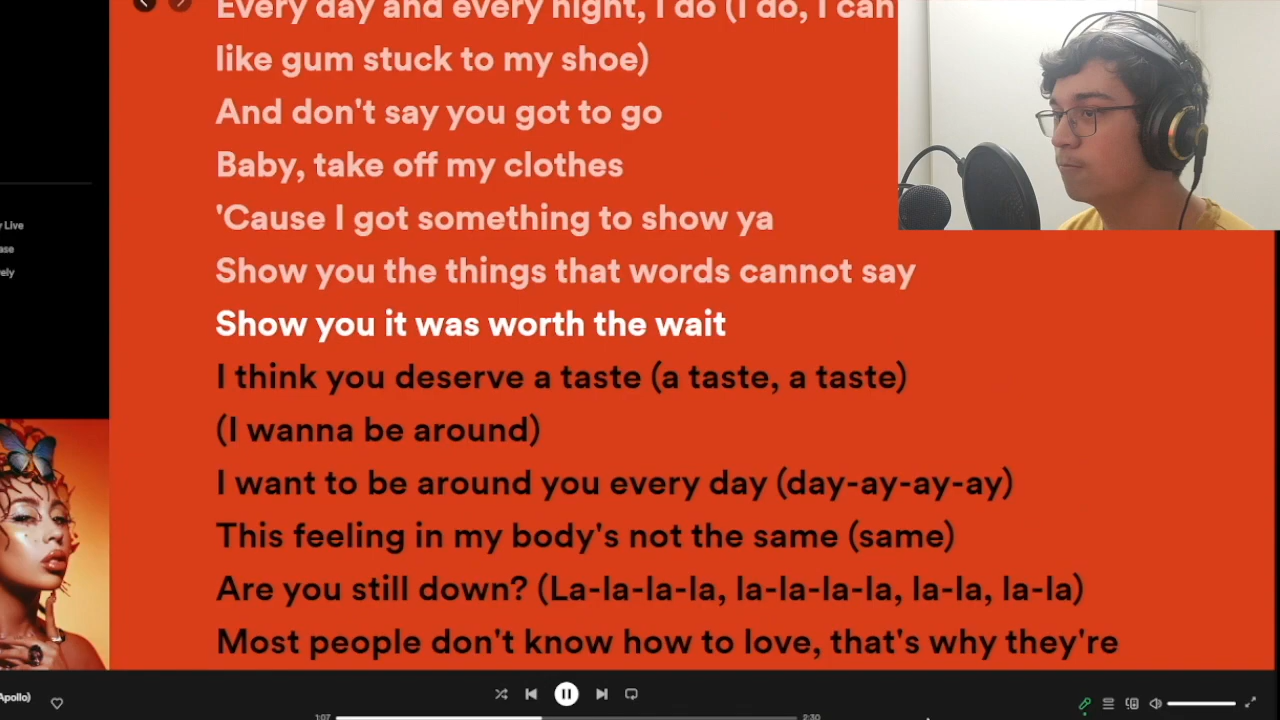 Every day and every night, I do (I do, I can
like gum stuck to my shoe)
And don't say you got to go
Baby, take off my clothes
'Cause I got something to show ya
Show you the things that words cannot say
Show you it was worth the wait
I think you deserve a taste (a taste, a taste)
(I wanna be around)
I want to be around you every day (day-ay-ay-ay)
This feeling in my body's not the same (same)
Are you still down? (La-la-la-la, la-la-la-la, la-la, la-la)
Most people don't know how to love, that's why they're
Live
Apollo)
1:07
2:30